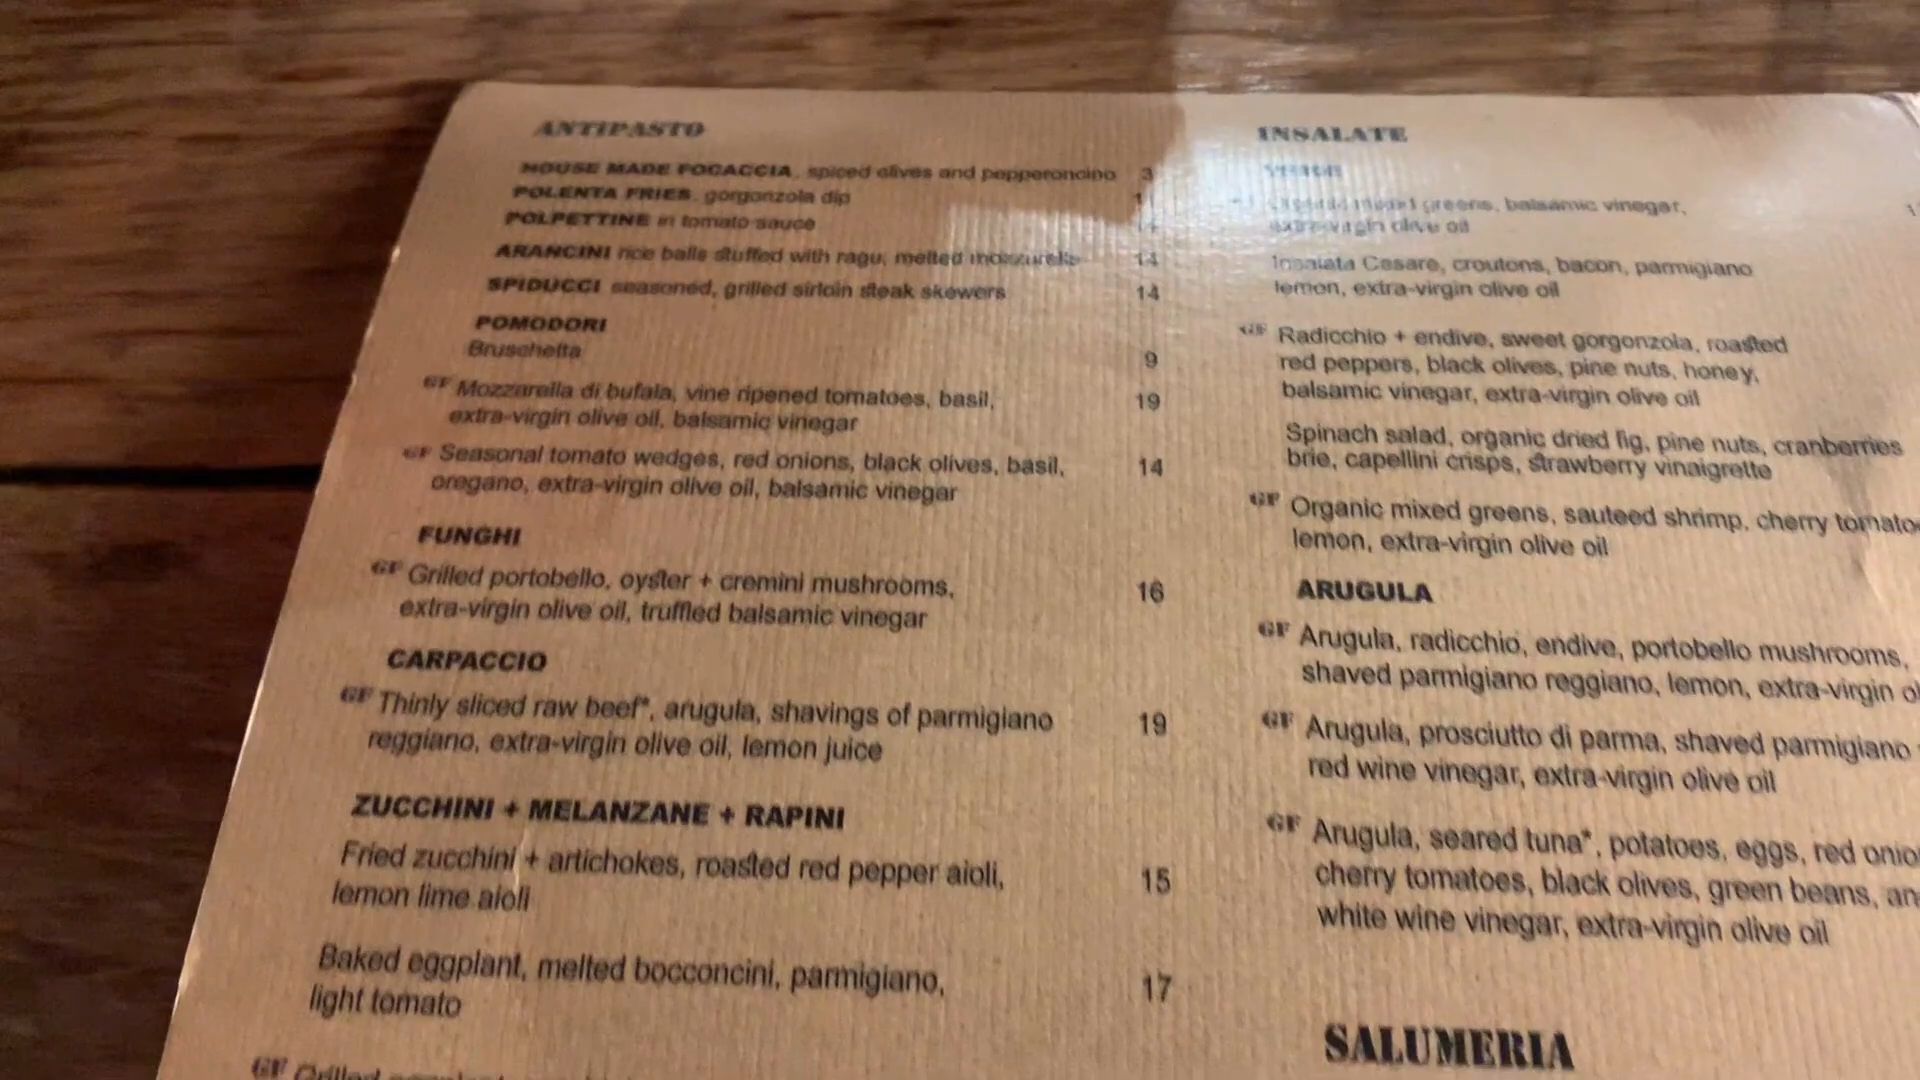 ANTIPASTO
HOUSE MADE FOCACCIA, spiced olives and pepperoncino 3
POLENTA FRIES, gorgonzola dip
POLPETTINE in tomato sauce 14
ARANCINI rice balls stuffed with ragu, melted mozzarella 14
SPIDUCCI seasoned, grilled sirloin steak skewers 14
POMODORI
Bruschetta 9
GF Mozzarella di bufala, vine ripened tomatoes, basil, 19
extra-virgin olive oil, balsamic vinegar
GF Seasonal tomato wedges, red onions, black olives, basil, 14
oregano, extra-virgin olive oil, balsamic vinegar
FUNGHI
GF Grilled portobello, oyster + cremini mushrooms, 16
extra-virgin olive oil, truffled balsamic vinegar
CARPACCIO
GF Thinly sliced raw beef*, arugula, shavings of parmigiano 19
reggiano, extra-virgin olive oil, lemon juice
ZUCCHINI + MELANZANE + RAPINI
Fried zucchini + artichokes, roasted red pepper aioli, 15
lemon lime aioli
Baked eggplant, melted bocconcini, parmigiano, 17
light tomato
GF Grilled eggplant
INSALATE
greens, balsamic vinegar,
extra-virgin olive oil
Insalata Cesare, croutons, bacon, parmigiano
lemon, extra-virgin olive oil
GF Radicchio + endive, sweet gorgonzola, roasted
red peppers, black olives, pine nuts, honey,
balsamic vinegar, extra-virgin olive oil
Spinach salad, organic dried fig, pine nuts, cranberries
brie, capellini crisps, strawberry vinaigrette
GF Organic mixed greens, sauteed shrimp, cherry tomato
lemon, extra-virgin olive oil
ARUGULA
GF Arugula, radicchio, endive, portobello mushrooms,
shaved parmigiano reggiano, lemon, extra-virgin ol
GF Arugula, prosciutto di parma, shaved parmigiano
red wine vinegar, extra-virgin olive oil
GF Arugula, seared tuna*, potatoes, eggs, red onio
cherry tomatoes, black olives, green beans, an
white wine vinegar, extra-virgin olive oil
SALUMERIA